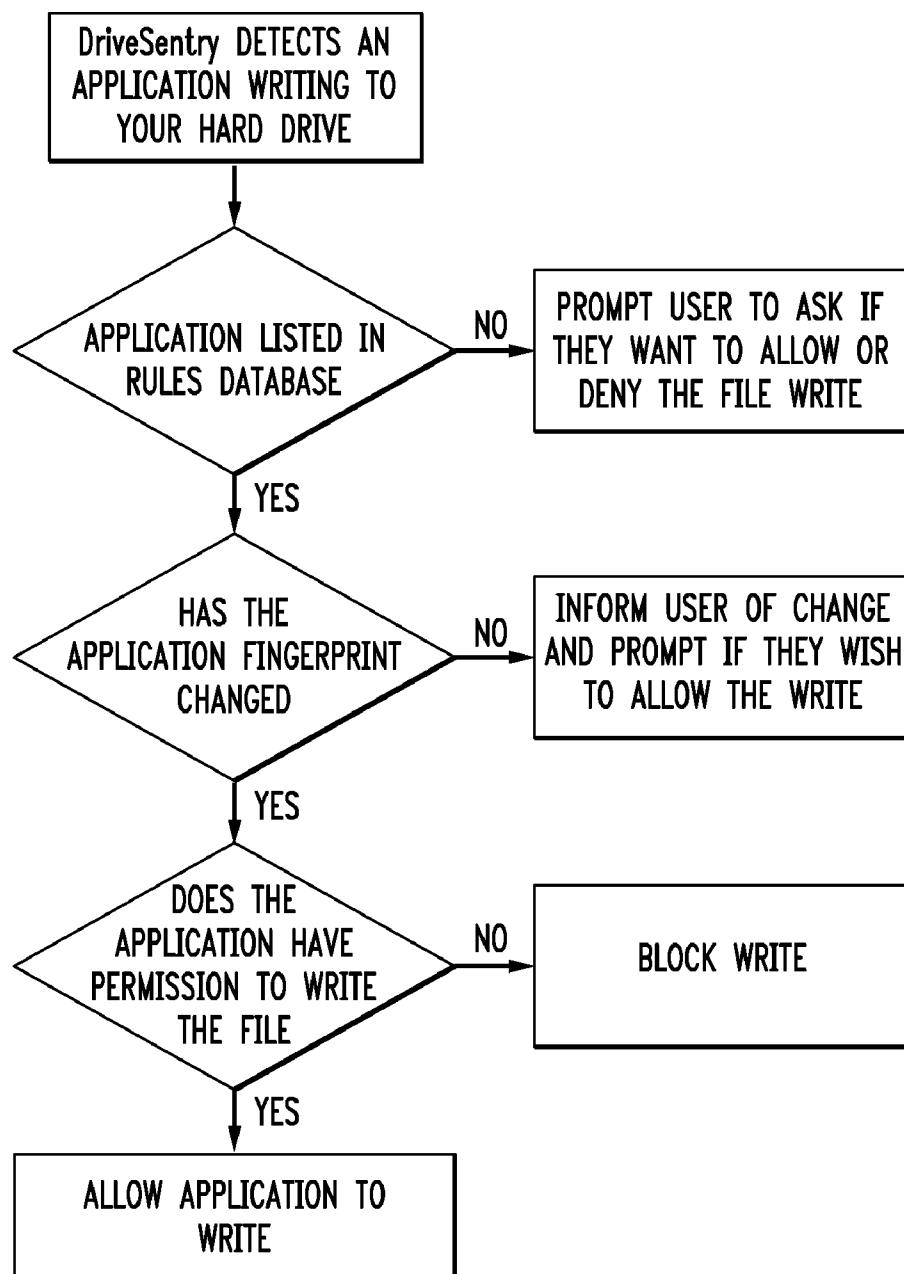 DriveSentry DETECTS AN
APPLICATION WRITING TO
YOUR HARD DRIVE
APPLICATION LISTED IN
RULES DATABASE
NO
PROMPT USER TO ASK IF
THEY WANT TO ALLOW OR
DENY THE FILE WRITE
YES
HAS THE
APPLICATION FINGERPRINT
CHANGED
NO
INFORM USER OF CHANGE
AND PROMPT IF THEY WISH
TO ALLOW THE WRITE
YES
DOES THE
APPLICATION HAVE
PERMISSION TO WRITE
THE FILE
NO
BLOCK WRITE
YES
ALLOW APPLICATION TO
WRITE